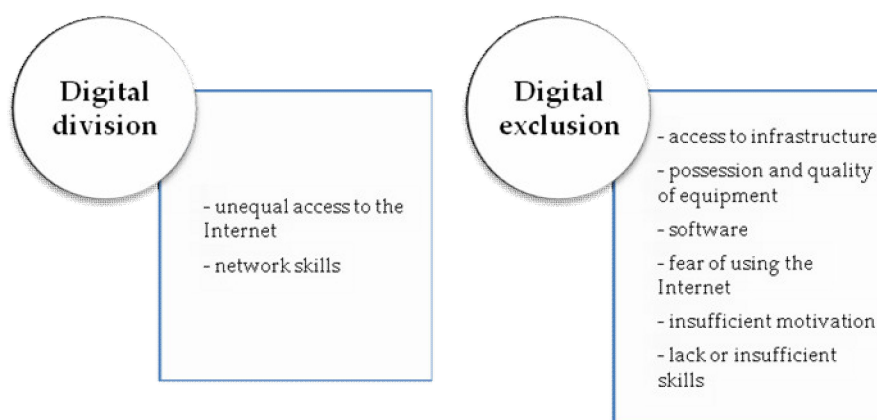 Digital
division
- unequal access to the
Internet
- network skills
Digital
exclusion
- access to infrastructure
- possession and quality
of equipment
- software
- fear of using the
Internet
- insufficient motivation
- lack or insufficient
skills